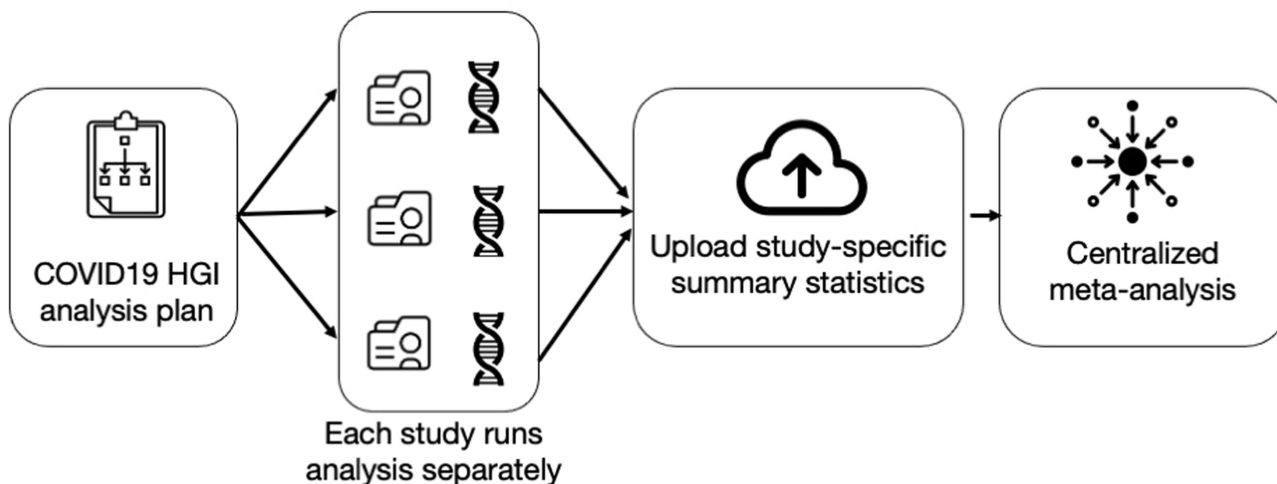 COVID19 HGI
analysis plan
Each study runs
analysis separately
Upload study-specific
summary statistics
Centralized
meta-analysis